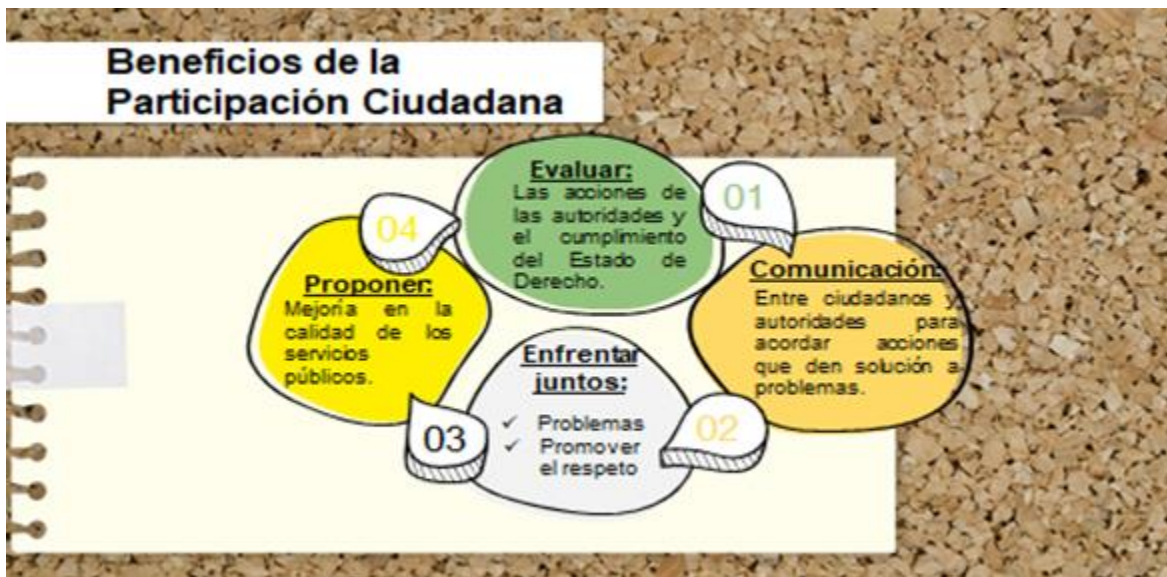 Beneficios de la
Participación Ciudadana
Evaluar:
Las acciones de
las autoridades y
el cumplimiento
del Estado de
Derecho.
01
Comunicación:
Entre ciudadanos y
autoridades para
acordar acciones
que den solución a
problemas.
02
Enfrentar
juntos:
✓ Problemas
✓ Promover
el respeto
03
Proponer:
Mejoría en la
calidad de los
servicios
públicos.
04